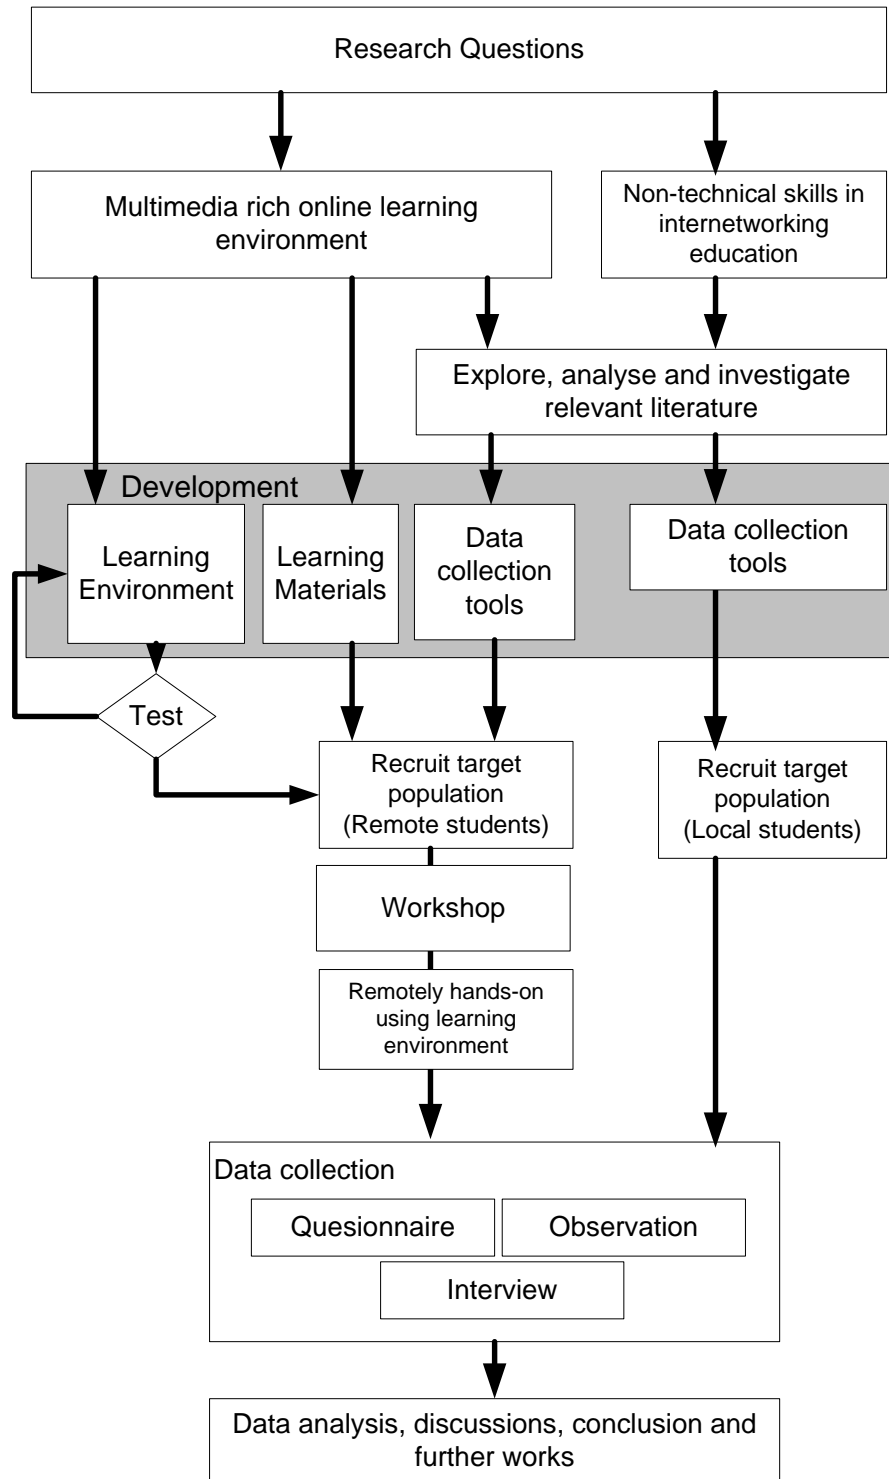 Research Questions
Multimedia rich online learning
environment
Non-technical skills in
internetworking
education
Explore, analyse and investigate
relevant literature
Development
Learning
Environment
Learning
Materials
Data
collection
tools
Data collection
tools
Test
Recruit target
population
(Remote students)
Recruit target
population
(Local students)
Workshop
Remotely hands-on
using learning
environment
Data collection
Quesionnaire
Observation
Interview
Data analysis, discussions, conclusion and
further works